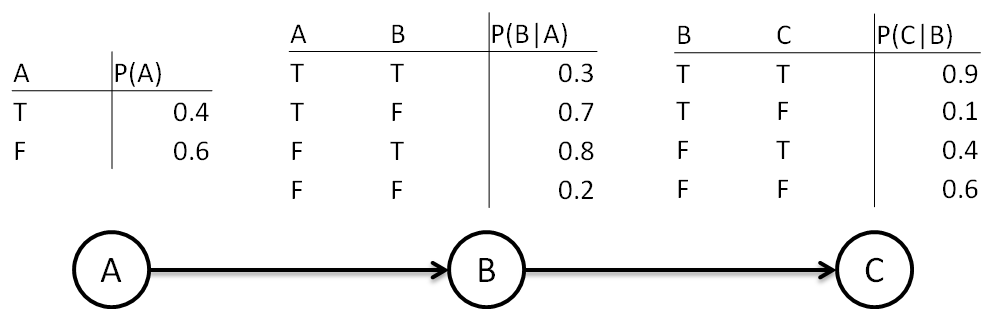 A P(A)
T 0.4
F 0.6
A B P(B|A)
T T 0.3
T F 0.7
F T 0.8
F F 0.2
B C P(C|B)
T T 0.9
T F 0.1
F T 0.4
F F 0.6
A B C